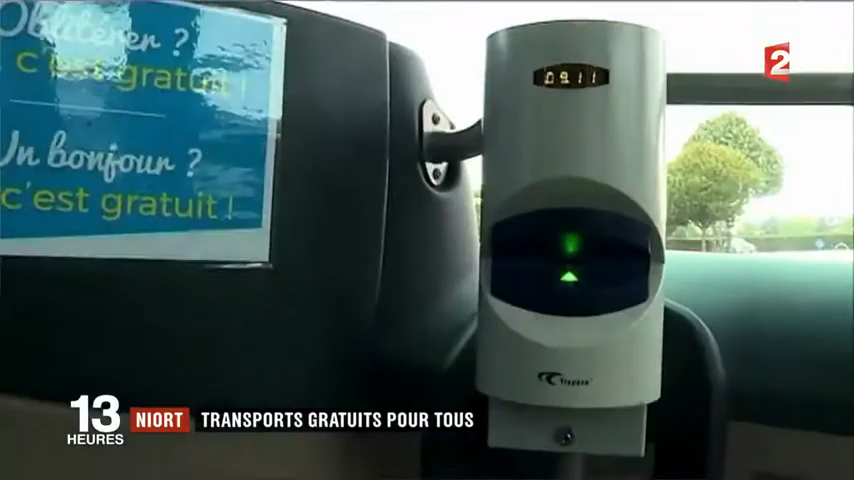 Oblitérer ?
c'est gratuit !
Un bonjour ?
c'est gratuit !
09 11
2
13
HEURES
NIORT
TRANSPORTS GRATUITS POUR TOUS